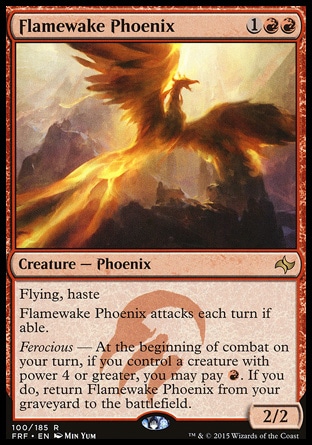 Flamewake Phoenix 1
Creature — Phoenix
Flying, haste
Flamewake Phoenix attacks each turn if
able.
Ferocious — At the beginning of combat on
your turn, if you control a creature with
power 4 or greater, you may pay. If you
do, return Flamewake Phoenix from your
graveyard to the battlefield.
2/2
100/185 R
FRF • EN Min Yum
™ & © 2015 Wizards of the Coast